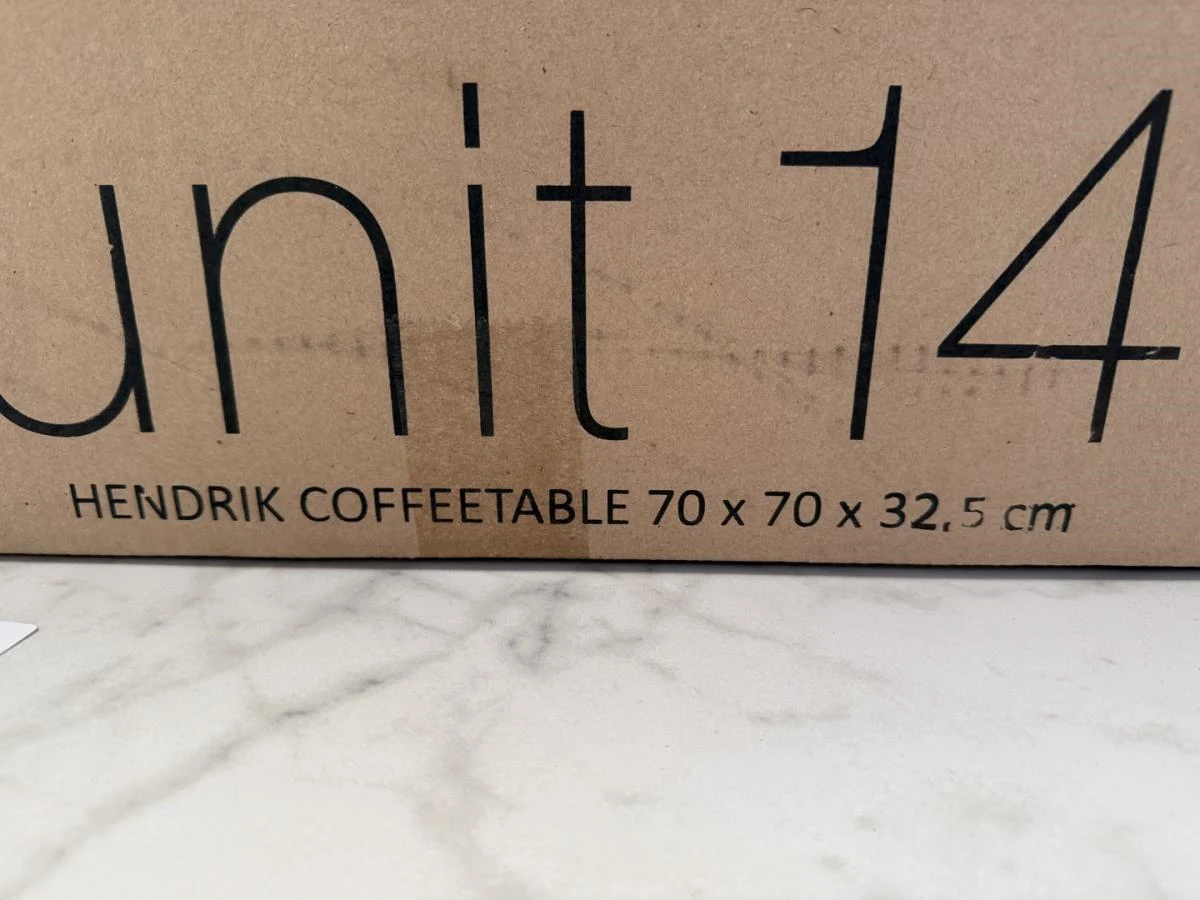 unit 14
HENDRIK COFFEETABLE 70 x 70 x 32,5 cm